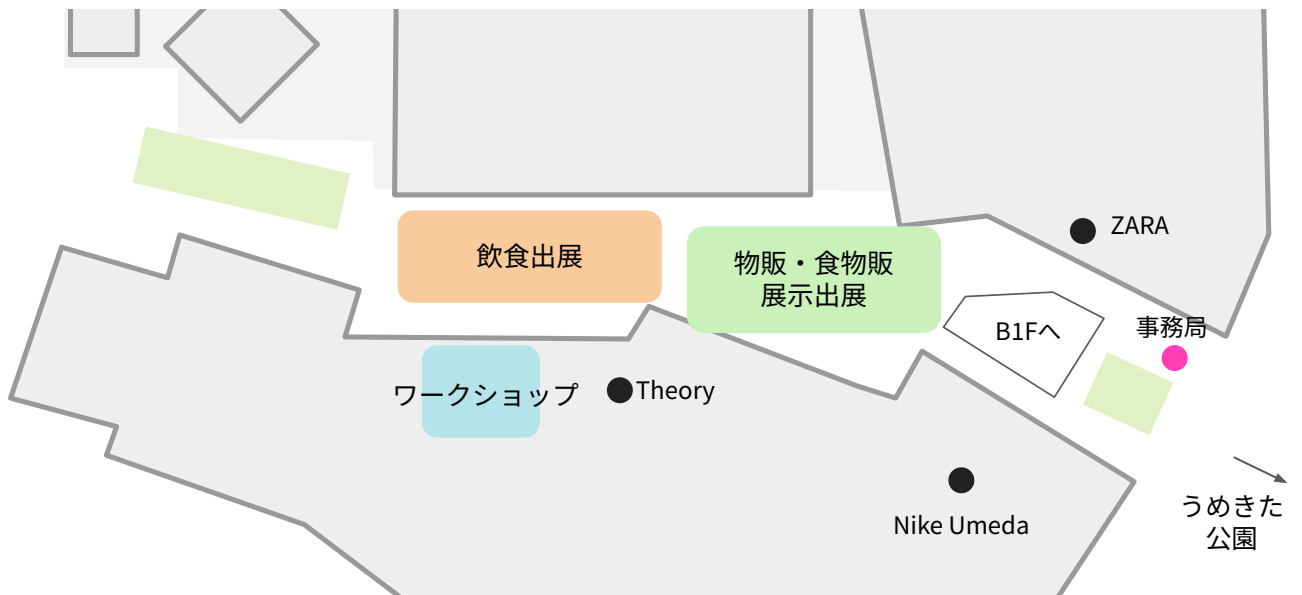 ZARA
飲食出展
物販・食物販
展示出展
B1Fへ
事務局
ワークショップ
Theory
Nike Umeda
うめきた
公園